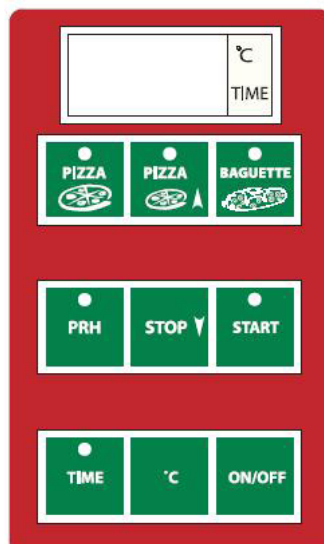 °C
TIME
PIZZA PIZZA BAGUETTE
PRH STOP START
TIME °C ON/OFF